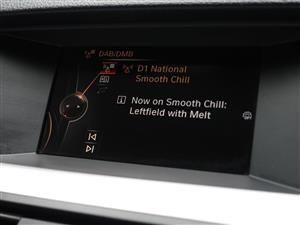 DAB/DMB
D1 National
Smooth Chill
Now on Smooth Chill:
Leftfield with Melt